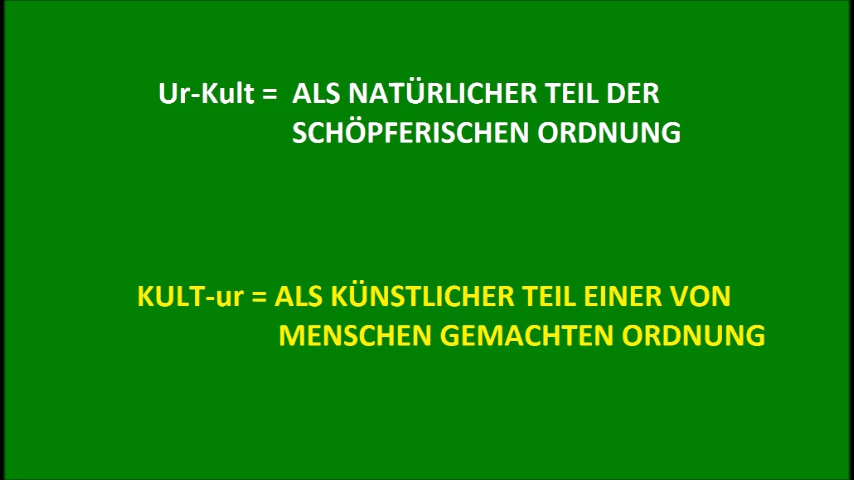 Ur-Kult = ALS NATÜRLICHER TEIL DER
SCHÖPFERISCHEN ORDNUNG
KULT-ur = ALS KÜNSTLICHER TEIL EINER VON
MENSCHEN GEMACHTEN ORDNUNG